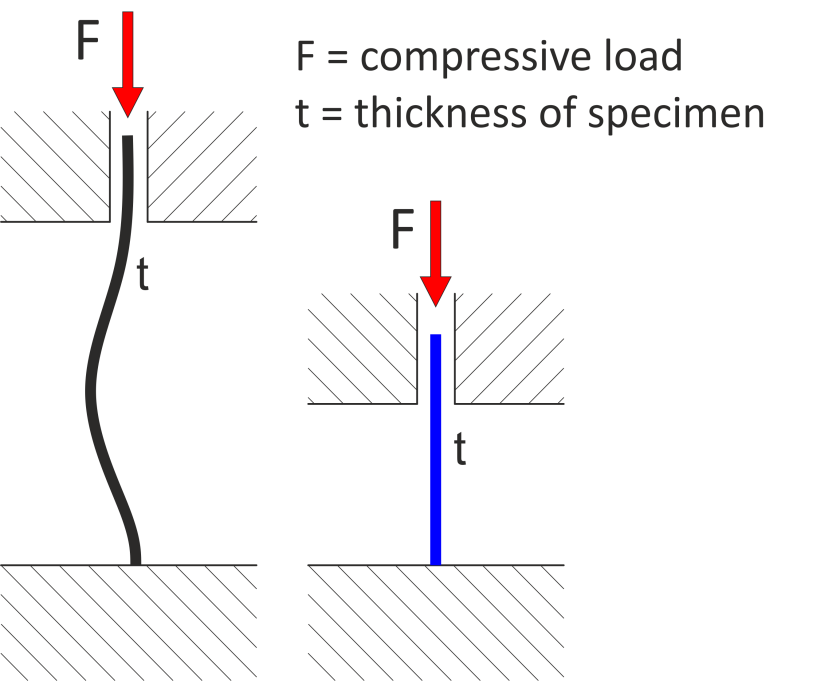 F
F = compressive load
t = thickness of specimen
F
t
t